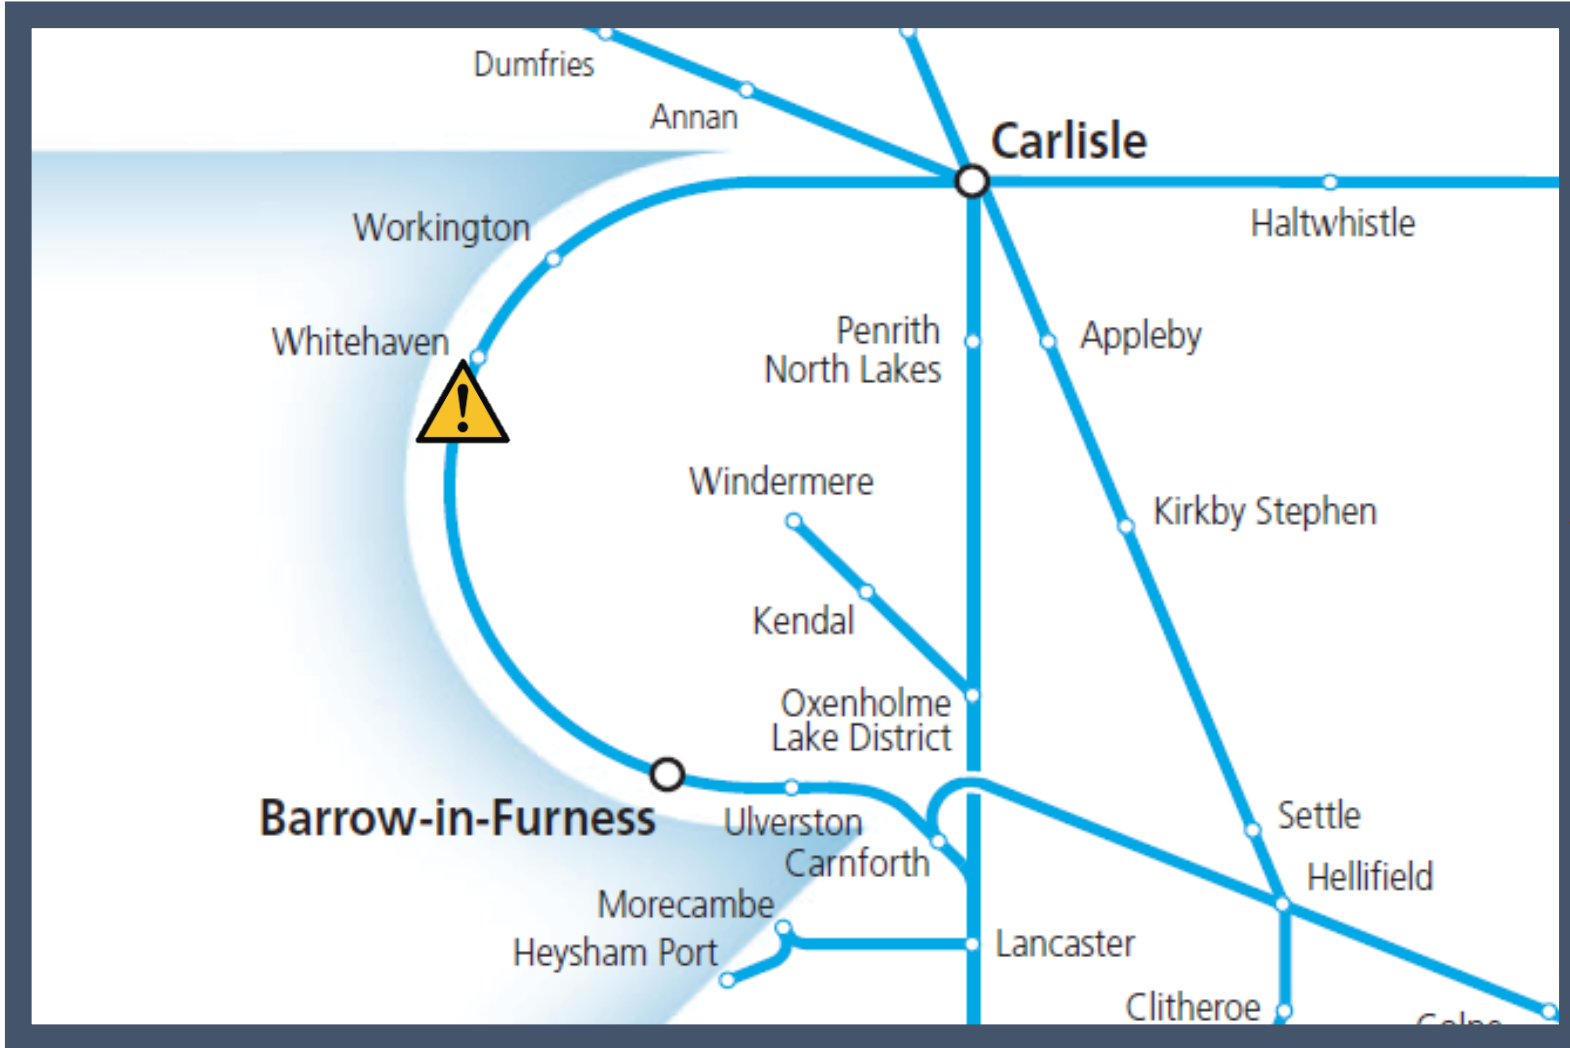 Dumfries
Annan
Carlisle
Workington
Haltwhistle
Whitehaven
Penrith
North Lakes
Appleby
!
Windermere
Kirkby Stephen
Kendal
Oxenholme
Lake District
Barrow-in-Furness
Ulverston
Settle
Carnforth
Hellifield
Morecambe
Heysham Port
Lancaster
Clitheroe